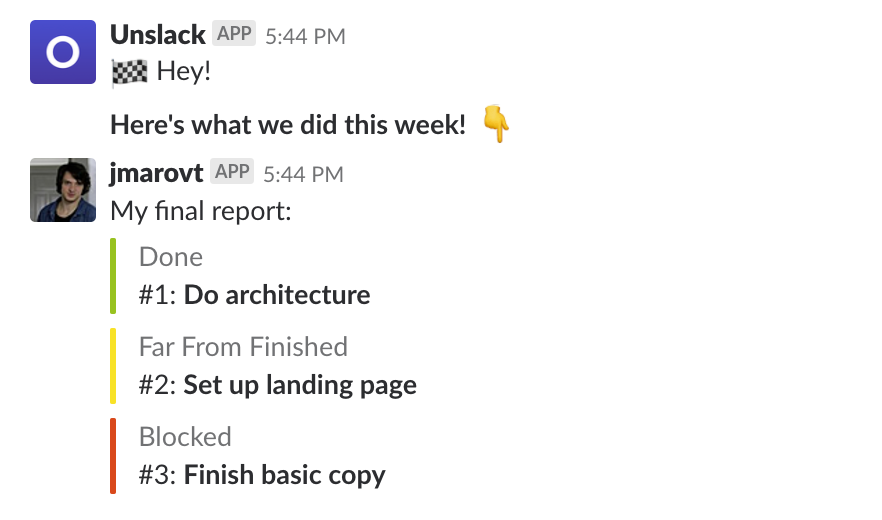 Unslack APP 5:44 PM
🏁 Hey!
Here's what we did this week! 👇
jmarovt APP 5:44 PM
My final report:
Done
#1: Do architecture
Far From Finished
#2: Set up landing page
Blocked
#3: Finish basic copy